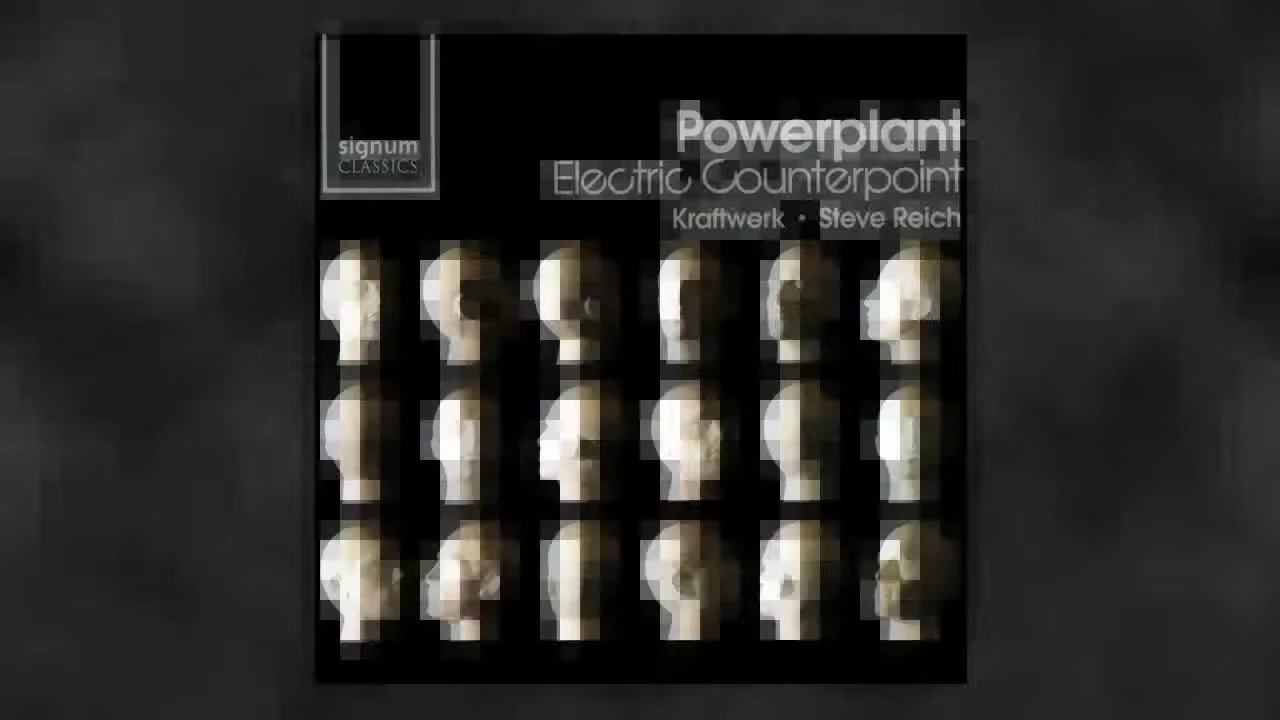 signum
CLASSICS
Powerplant
Electric Counterpoint
Kraftwerk • Steve Reich